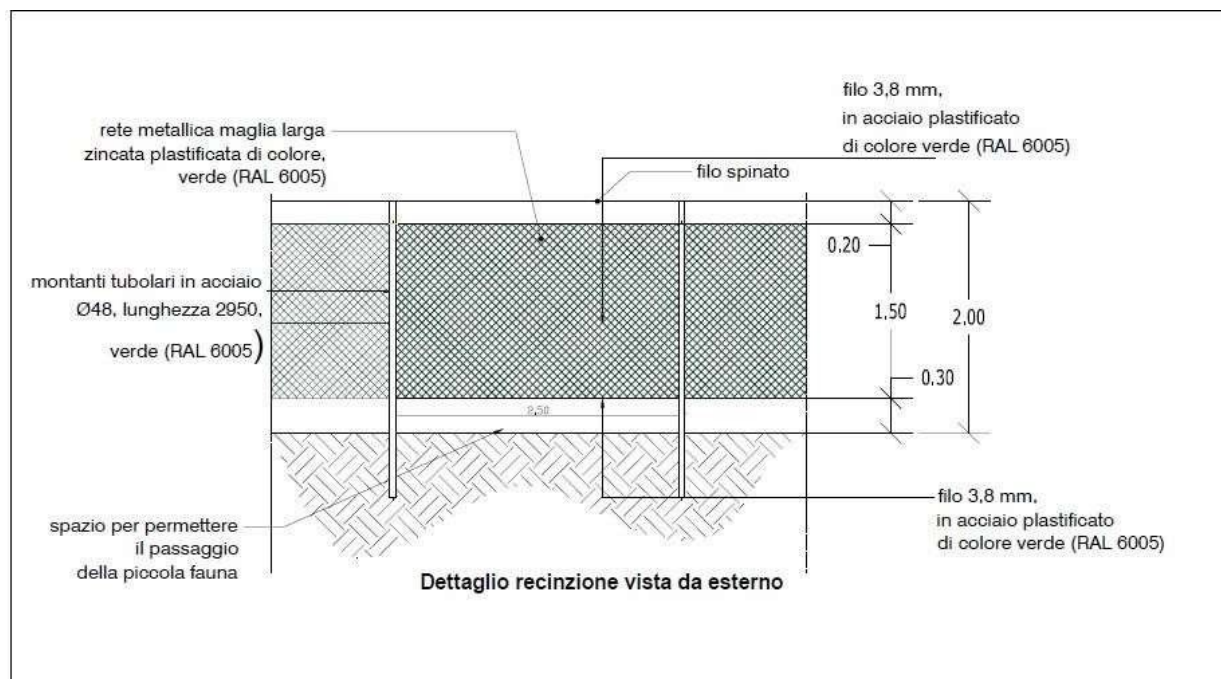 filo 3,8 mm,
in acciaio plastificato
di colore verde (RAL 6005)
rete metallica maglia larga
zincata plastificata di colore,
verde (RAL 6005)
filo spinato
0,20
montanti tubolari in acciaio
Ø48, lunghezza 2950,
verde (RAL 6005)
1,50
2,00
0,30
2,50
filo 3,8 mm,
in acciaio plastificato
di colore verde (RAL 6005)
spazio per permettere
il passaggio
della piccola fauna
Dettaglio recinzione vista da esterno